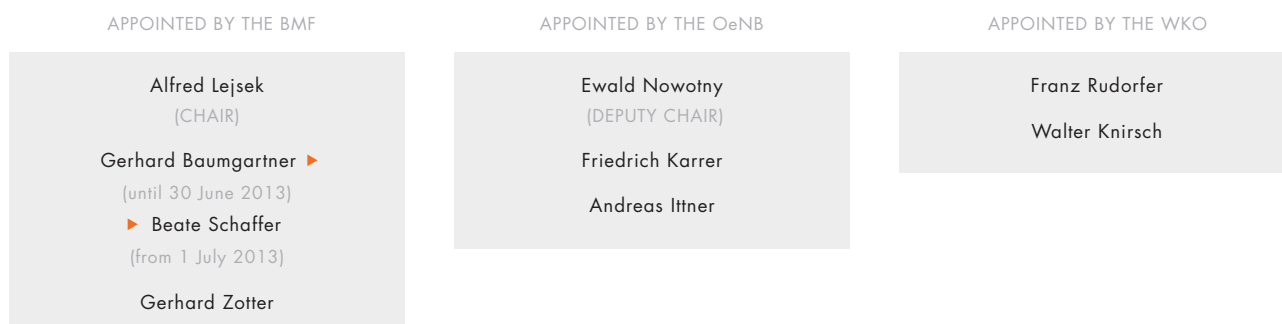 APPOINTED BY THE BMF
Alfred Lejsek
(CHAIR)
Gerhard Baumgartner ▶
(until 30 June 2013)
▶ Beate Schaffer
(from 1 July 2013)
Gerhard Zotter
APPOINTED BY THE OeNB
Ewald Nowotny
(DEPUTY CHAIR)
Friedrich Karrer
Andreas Ittner
APPOINTED BY THE WKO
Franz Rudorfer
Walter Knirsch